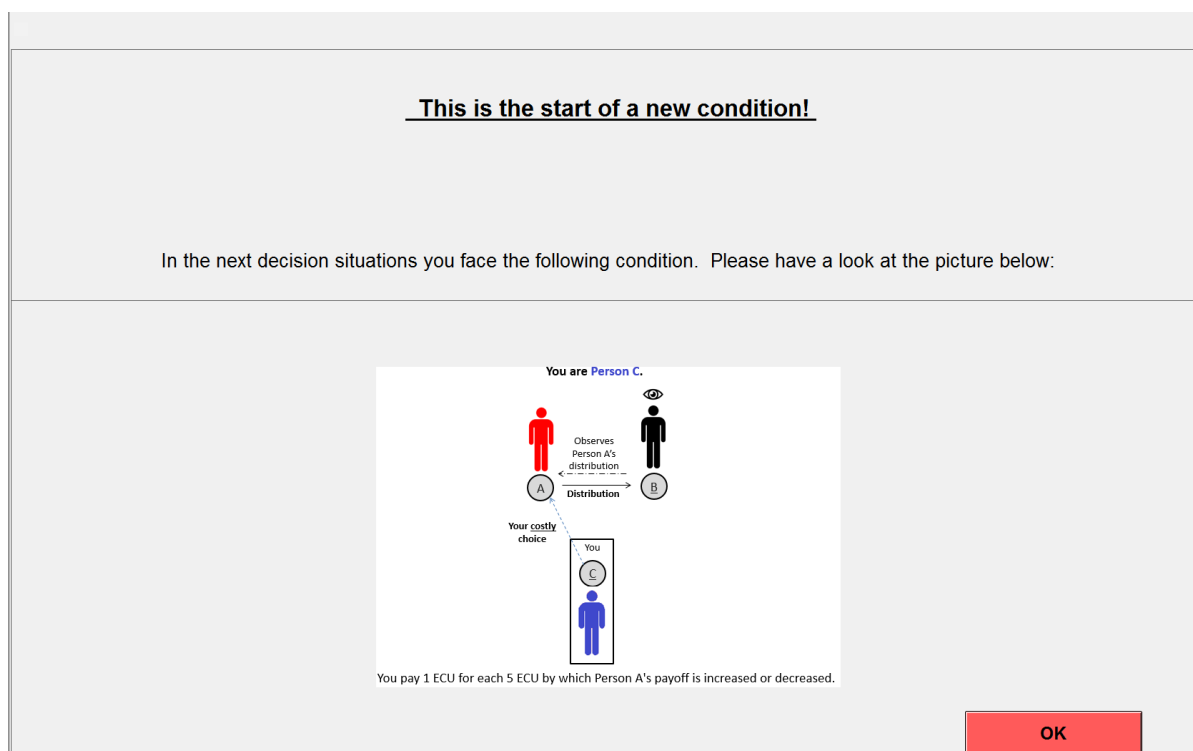 This is the start of a new condition!
In the next decision situations you face the following condition.  Please have a look at the picture below:
You are Person C.
Observes
Person A's
distribution
A
B
Distribution
Your costly
choice
You
C
You pay 1 ECU for each 5 ECU by which Person A's payoff is increased or decreased.
OK